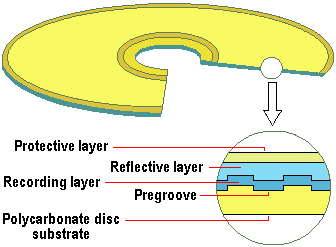 Protective layer
Reflective layer
Recording layer
Pregroove
Polycarbonate disc
substrate